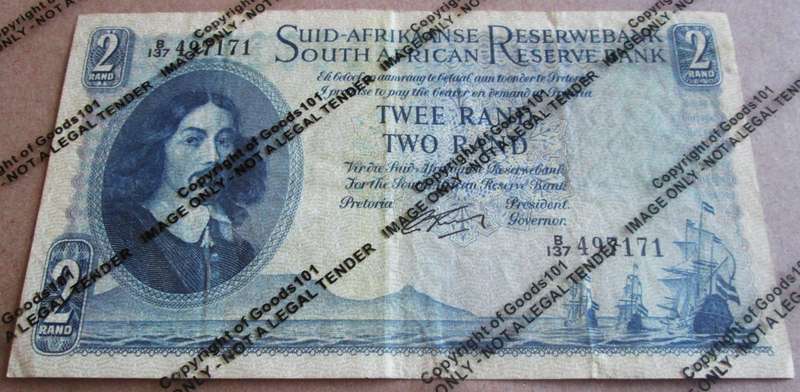 2
RAND
B/137 497171
SUID-AFRIKAANSE RESERWEBANK
SOUTH AFRICAN RESERVE BANK
2
RAND
Ek beloof om aanvraag te betaal aan toonder te Pretoria
I promise to pay the bearer on demand at Pretoria
TWEE RAND
TWO RAND
Vir die Suid-Afrikaanse Reserwebank
For the South African Reserve Bank
Pretoria
President.
Governor.
B/137 497171
2
RAND
Copyright of Goods101
IMAGE ONLY - NOT A LEGAL TENDER